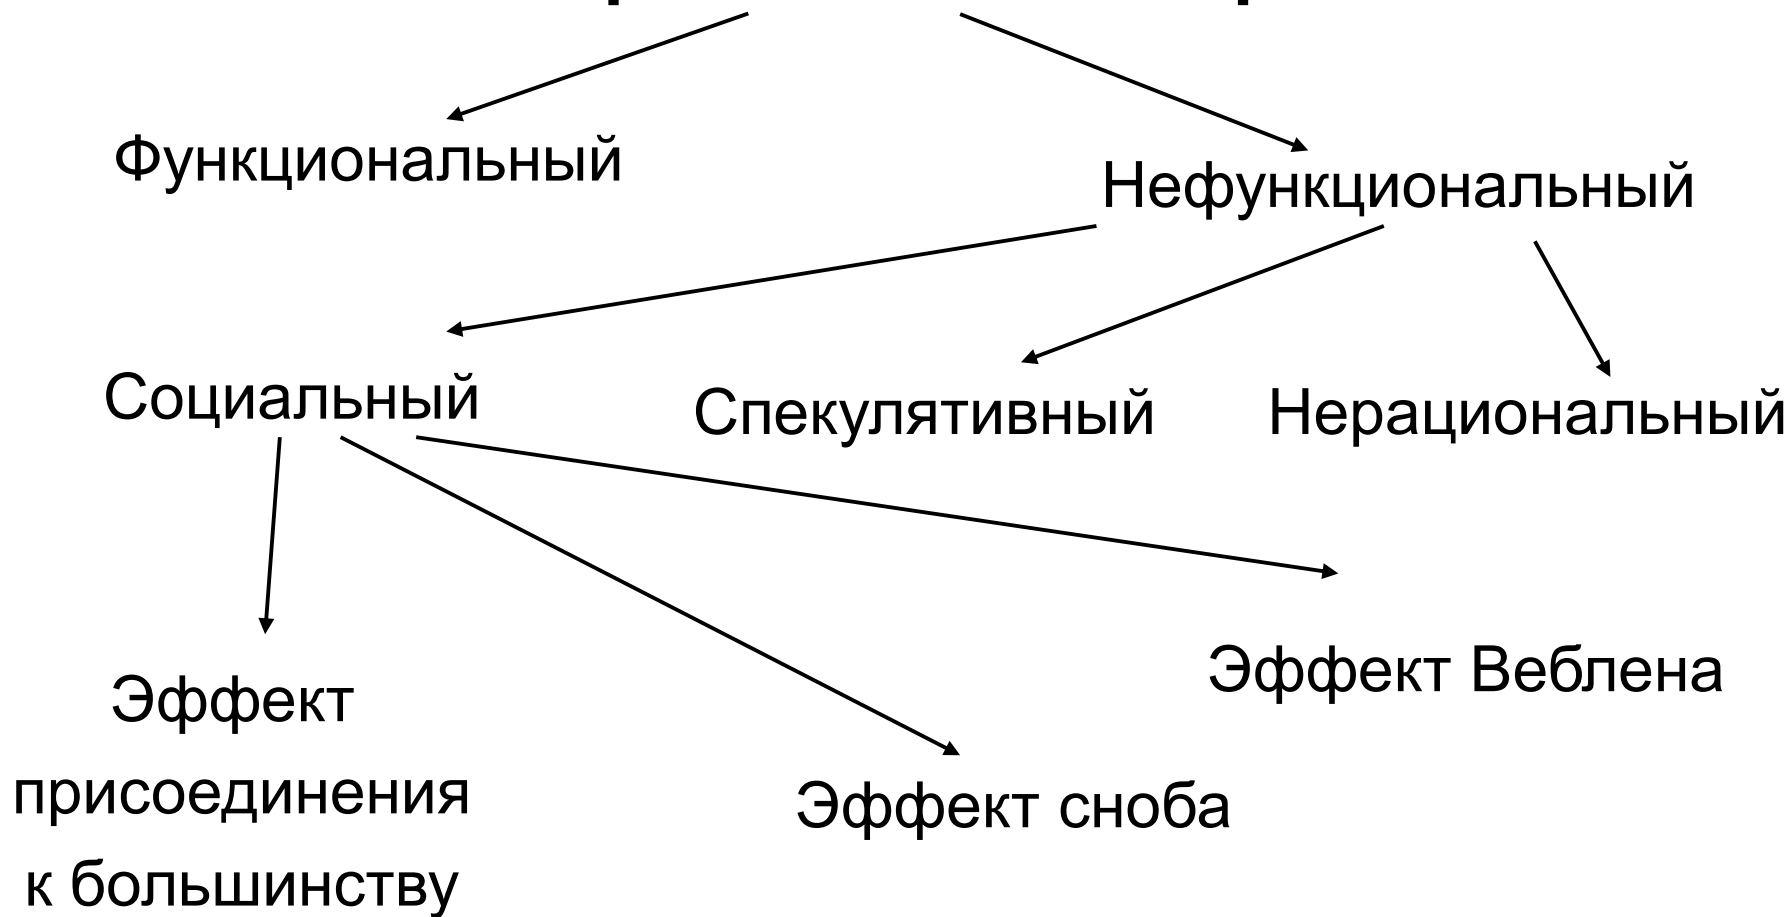 Функциональный
Нефункциональный
Социальный
Спекулятивный
Нерациональный
Эффект Веблена
Эффект
присоединения
к большинству
Эффект сноба